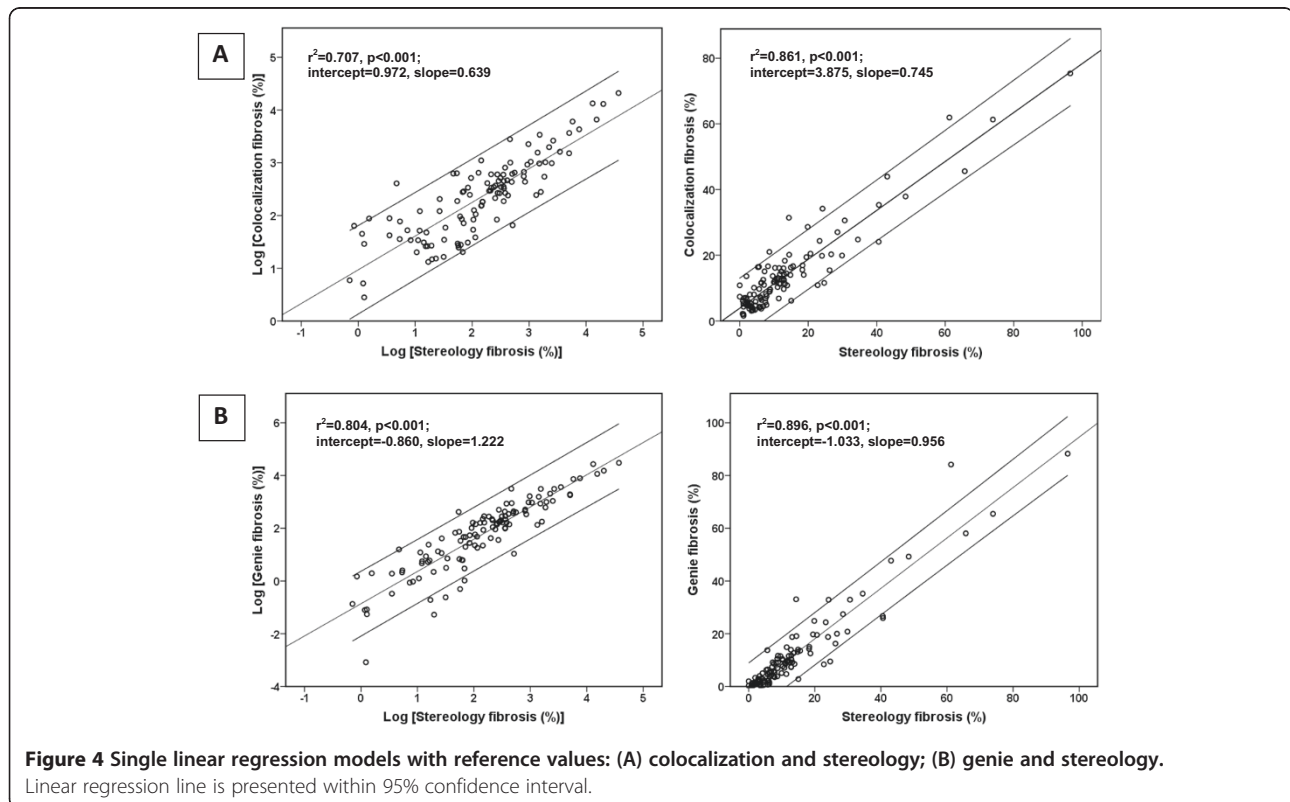 A
r²=0.707, p<0.001;
intercept=0.972, slope=0.639
Log [Colocalization fibrosis (%)]
5
4
3
2
1
0
-1 0 1 2 3 4 5
Log [Stereology fibrosis (%)]
r²=0.861, p<0.001;
intercept=3.875, slope=0.745
Colocalization fibrosis (%)
80
60
40
20
0
0 20 40 60 80 100
Stereology fibrosis (%)
B
r²=0.804, p<0.001;
intercept=-0.860, slope=1.222
Log [Genie fibrosis (%)]
6
4
2
0
-2
-4
-1 0 1 2 3 4 5
Log [Stereology fibrosis (%)]
r²=0.896, p<0.001;
intercept=-1.033, slope=0.956
Genie fibrosis (%)
100
80
60
40
20
0
0 20 40 60 80 100
Stereology fibrosis (%)
Figure 4 Single linear regression models with reference values: (A) colocalization and stereology; (B) genie and stereology.
Linear regression line is presented within 95% confidence interval.